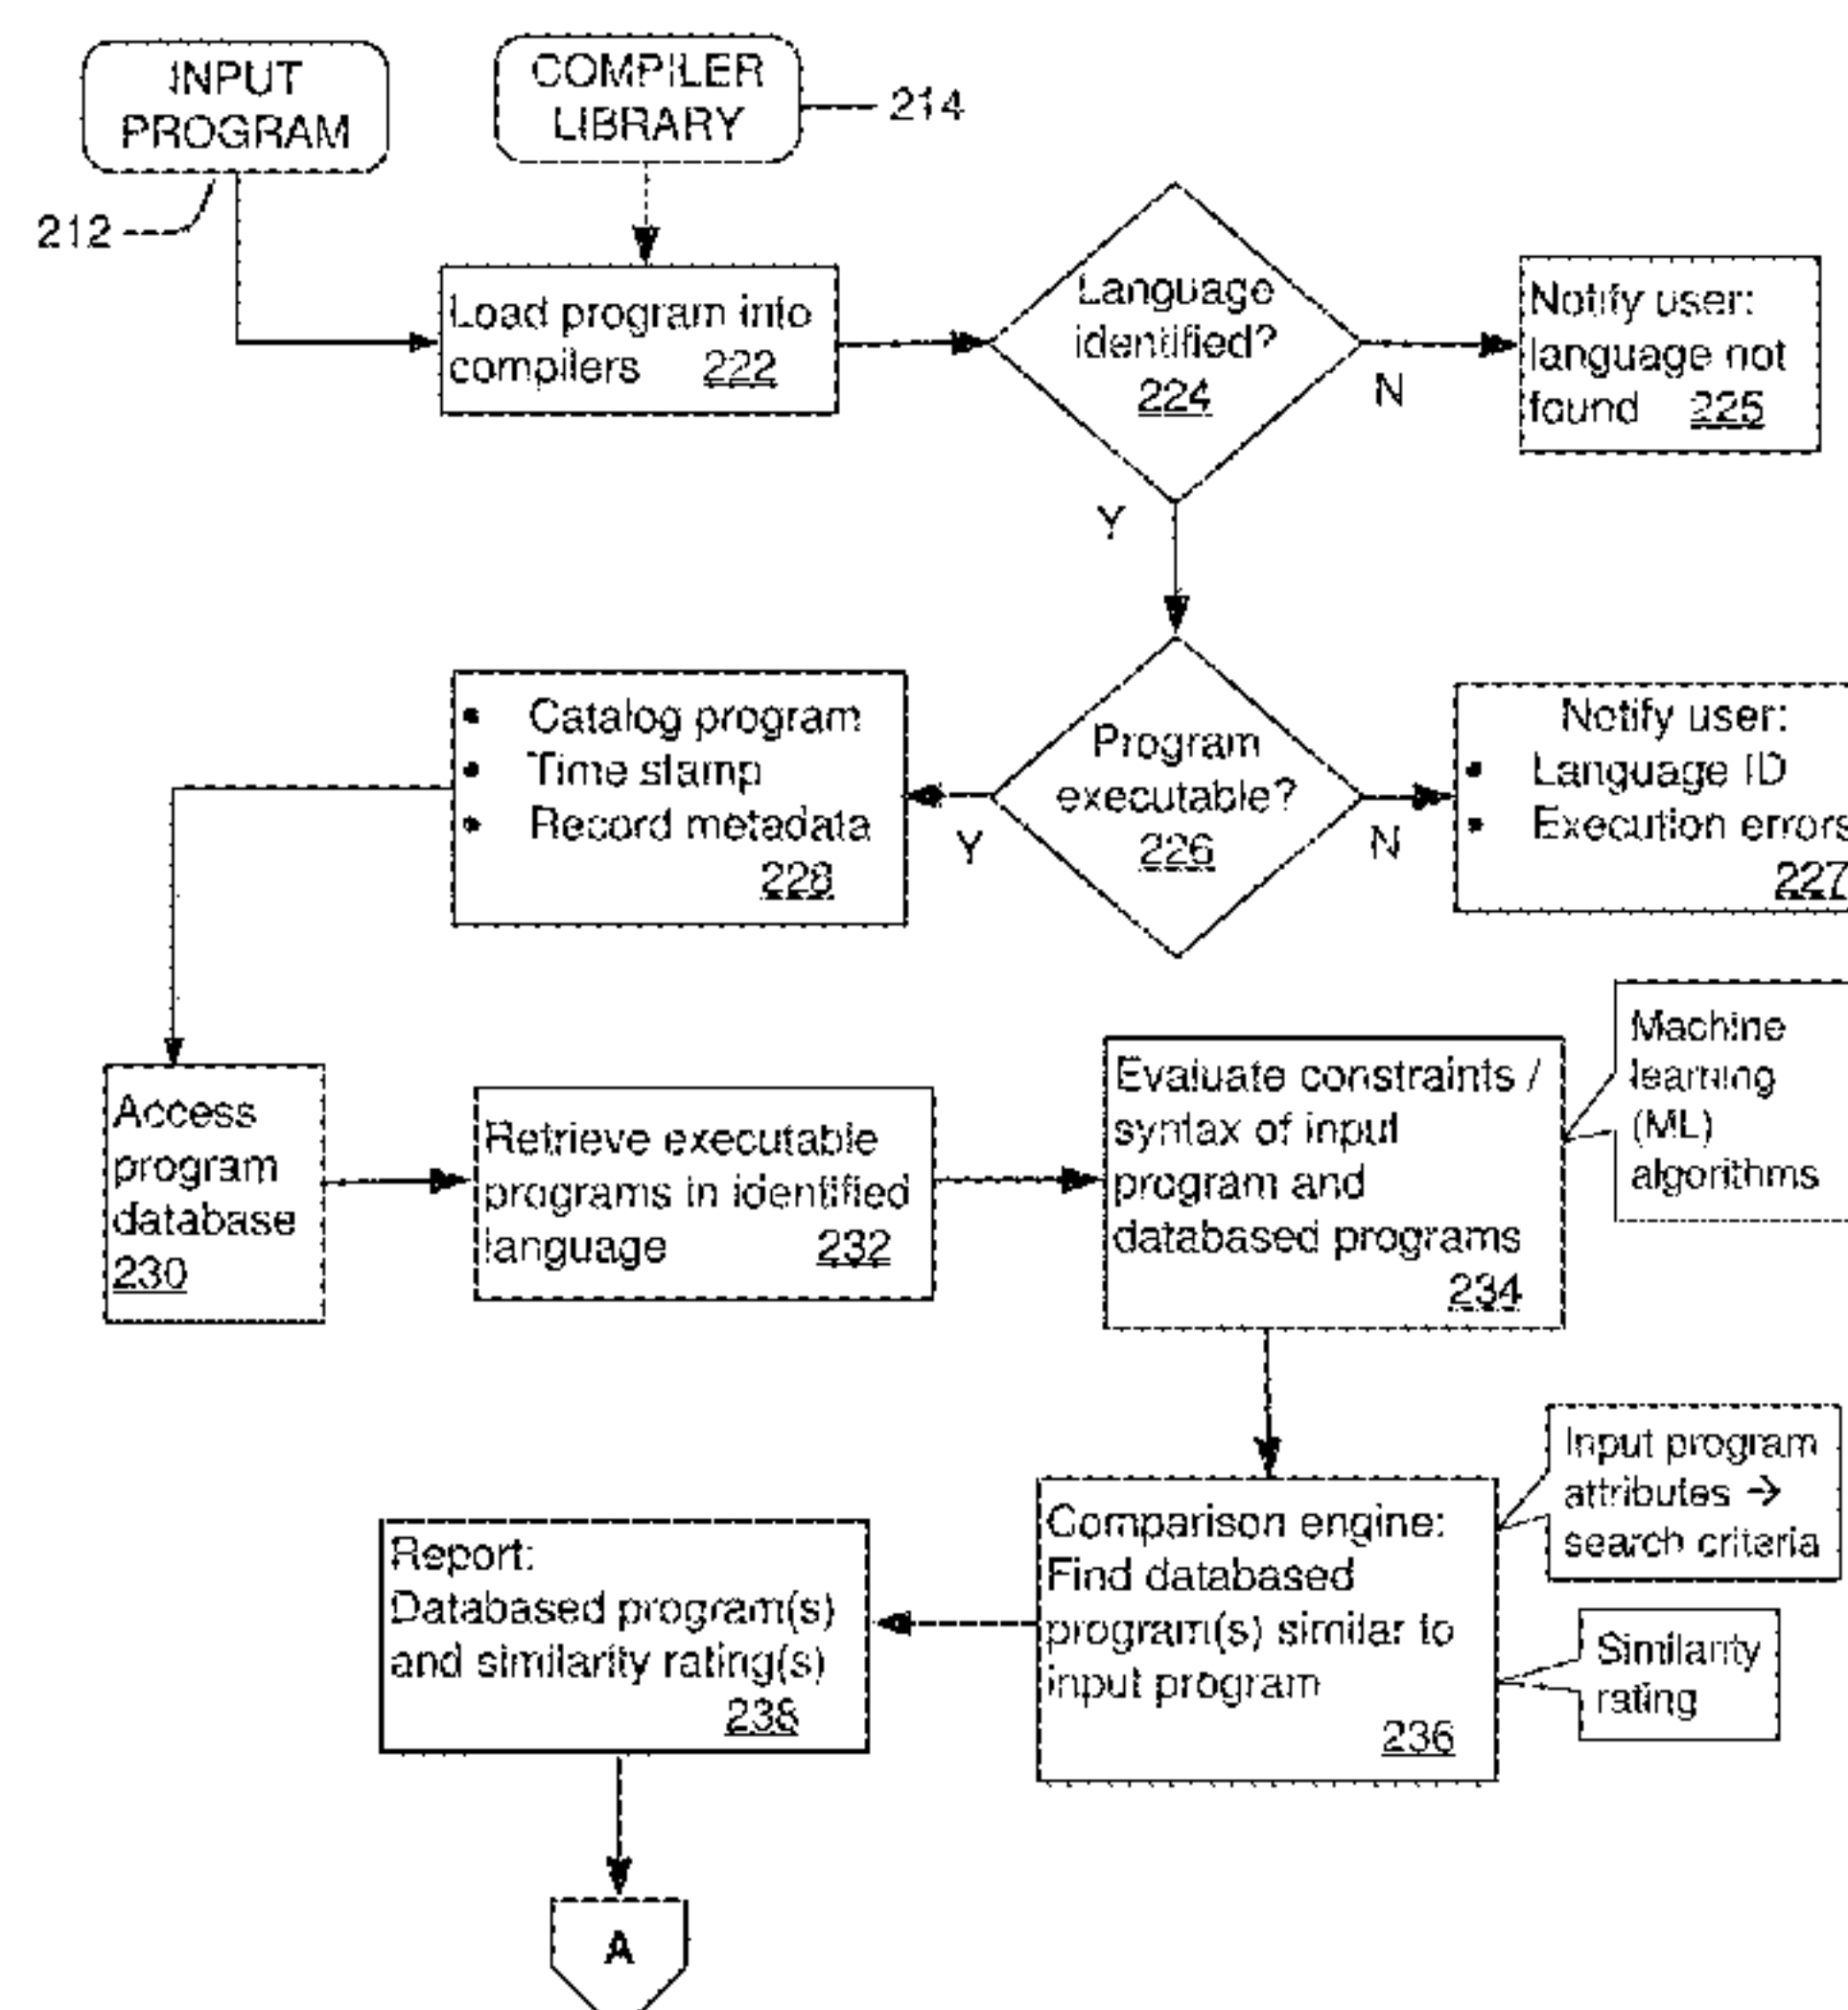 INPUT
PROGRAM
212
COMPILER
LIBRARY
214
Load program into
compilers 222
Language
identified?
224
N
Y
Notify user:
language not
found 225
Program
executable?
226
Y
N
Notify user:
• Language ID
• Execution errors
227
• Catalog program
• Time stamp
• Record metadata
228
Access
program
database
230
Retrieve executable
programs in identified
language 232
Evaluate constraints /
syntax of input
program and
databased programs
234
Machine
learning
(ML)
algorithms
Comparison engine:
Find databased
program(s) similar to
input program
236
Input program
attributes →
search criteria
Similarity
rating
Report:
Databased program(s)
and similarity rating(s)
238
A